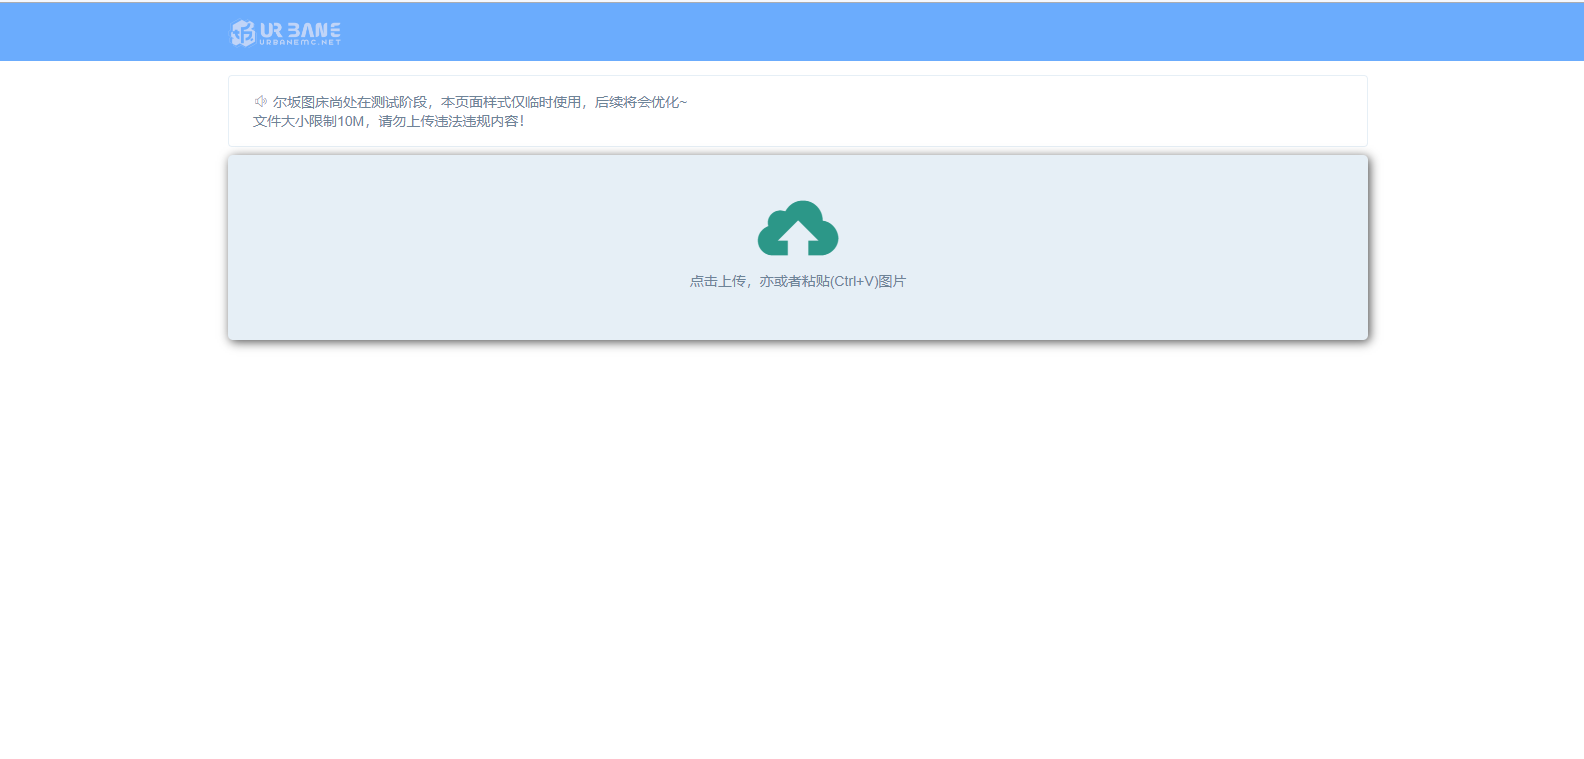 UR BANE
URBANEMC.NET
尔坂图床尚处在测试阶段，本页面样式仅临时使用，后续将会优化~
文件大小限制10M，请勿上传违法违规内容！
点击上传，亦或者粘贴(Ctrl+V)图片